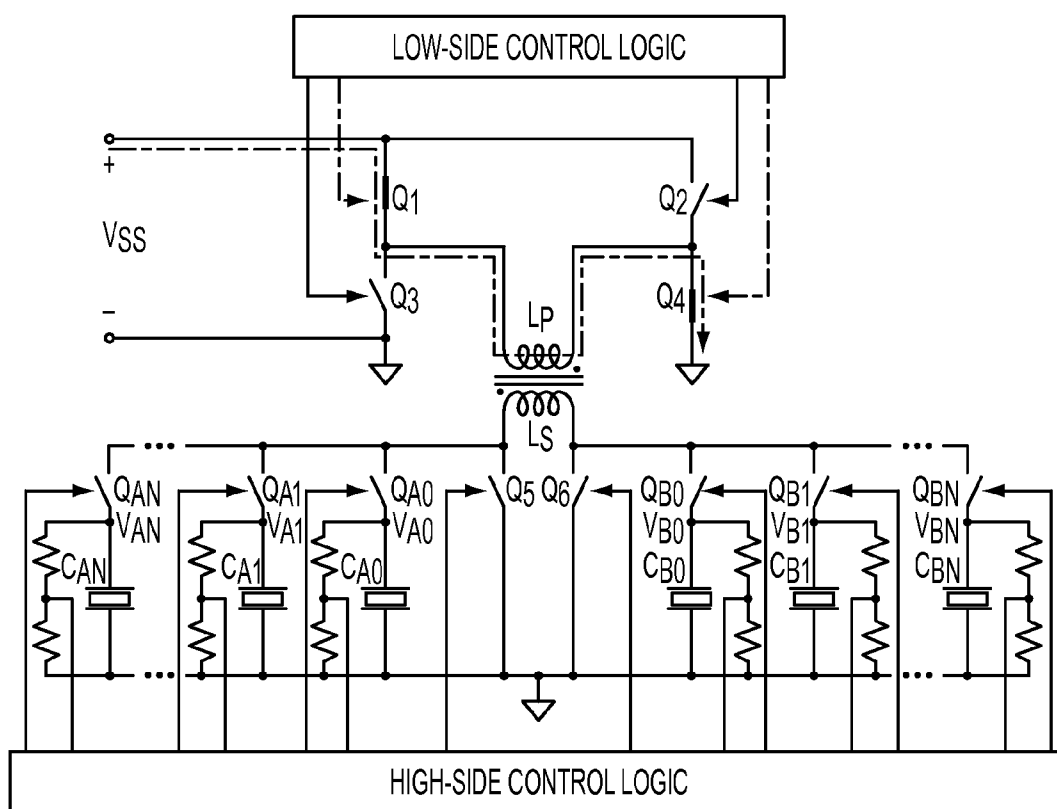 LOW-SIDE CONTROL LOGIC
+
VSS
–
Q1
Q2
Q3
Q4
LP
LS
QAN
QA1
QA0
Q5
Q6
QB0
QB1
QBN
VAN
VA1
VA0
VB0
VB1
VBN
CAN
CA1
CA0
CB0
CB1
CBN
HIGH-SIDE CONTROL LOGIC